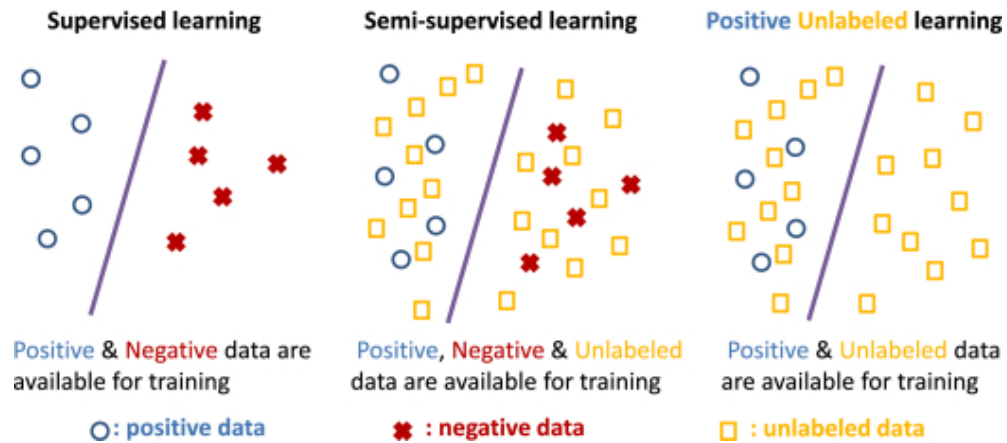 Supervised learning
Semi-supervised learning
Positive Unlabeled learning
Positive & Negative data are
available for training
Positive, Negative & Unlabeled
data are available for training
Positive & Unlabeled data
are available for training
: positive data
: negative data
: unlabeled data